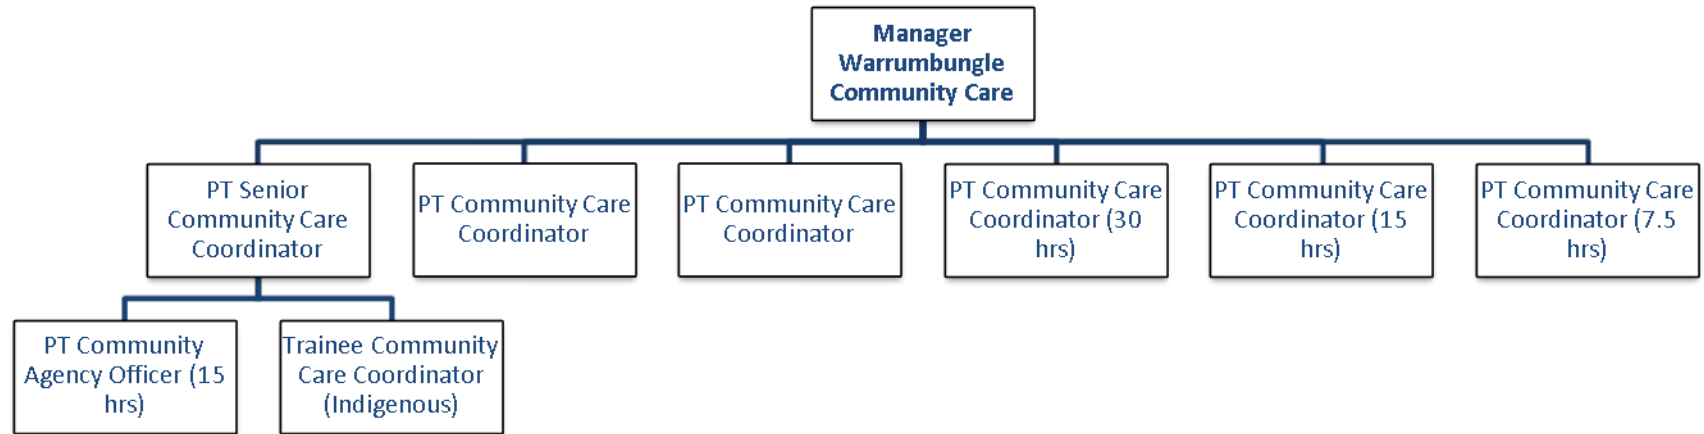 Manager
Warrumbungle
Community Care
PT Senior
Community Care
Coordinator
PT Community Care
Coordinator
PT Community Care
Coordinator
PT Community Care
Coordinator (30
hrs)
PT Community Care
Coordinator (15
hrs)
PT Community Care
Coordinator (7.5
hrs)
PT Community
Agency Officer (15
hrs)
Trainee Community
Care Coordinator
(Indigenous)